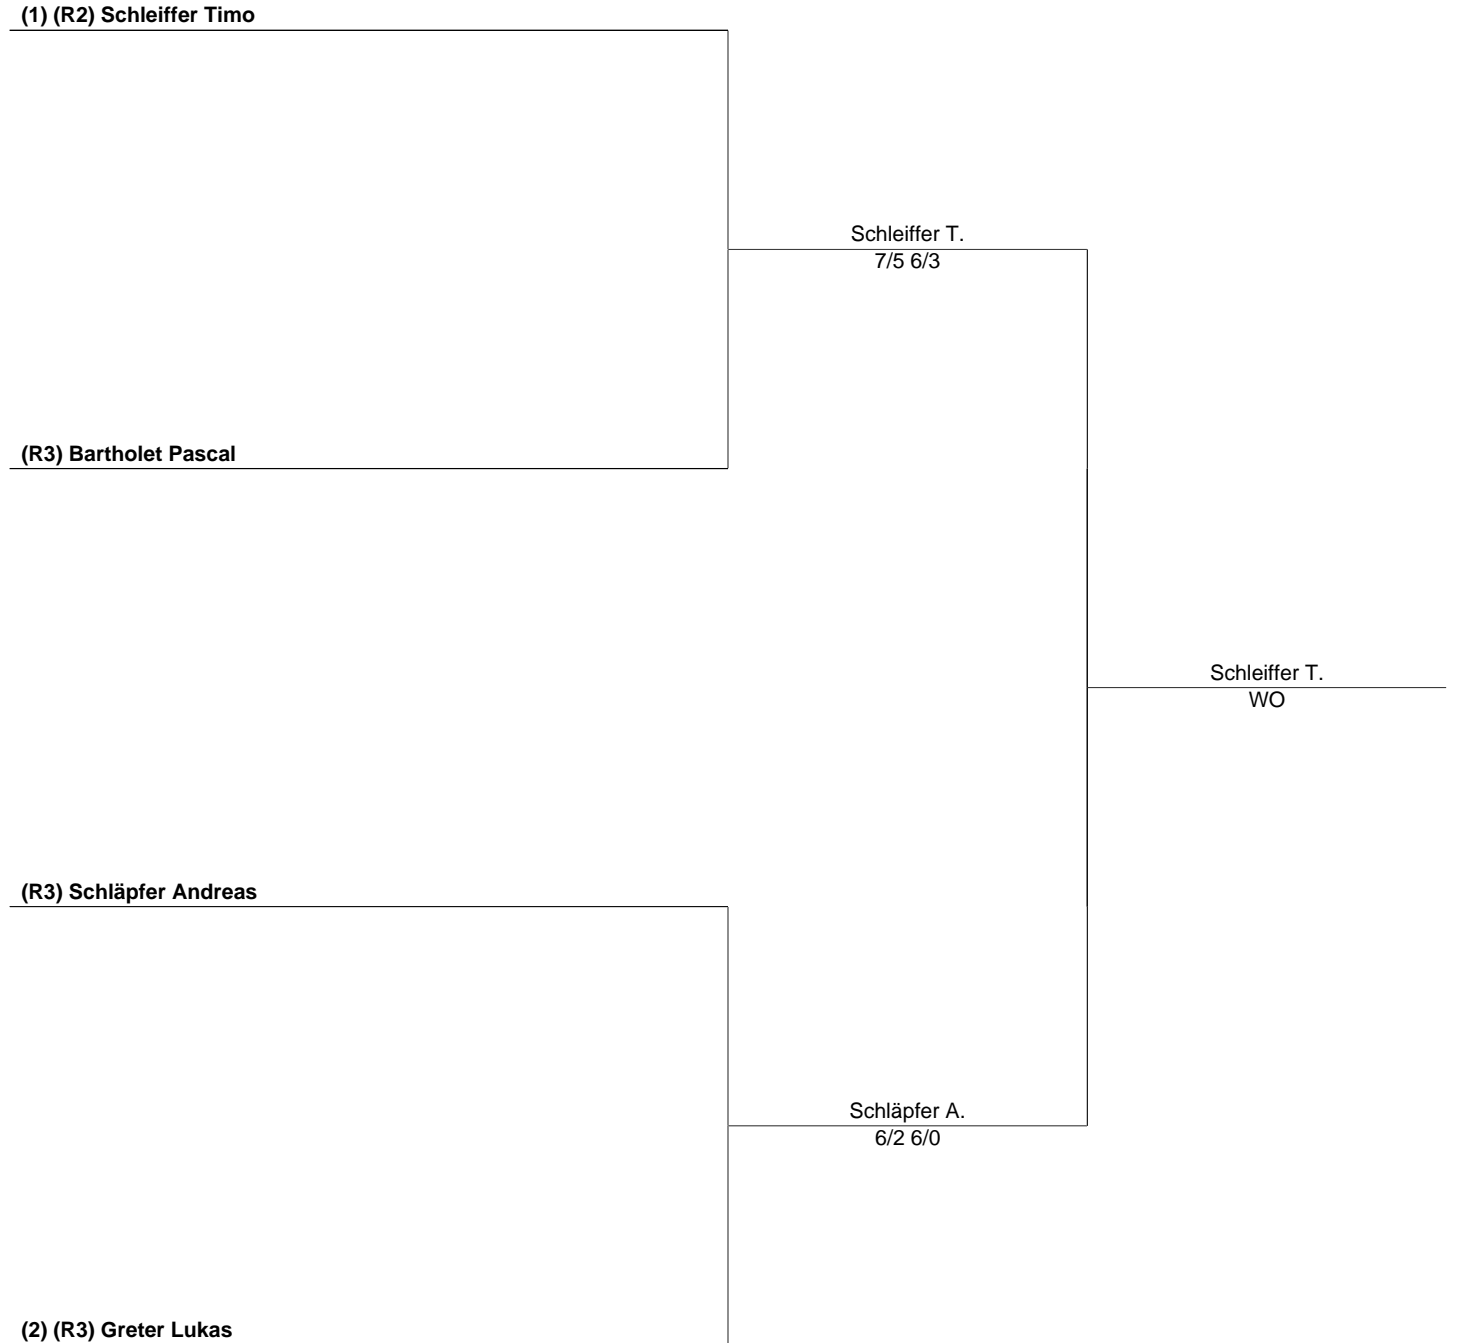 (1) (R2) Schleiffer Timo
Schleiffer T.
7/5 6/3
(R3) Bartholet Pascal
Schleiffer T.
WO
(R3) Schläpfer Andreas
Schläpfer A.
6/2 6/0
(2) (R3) Greter Lukas